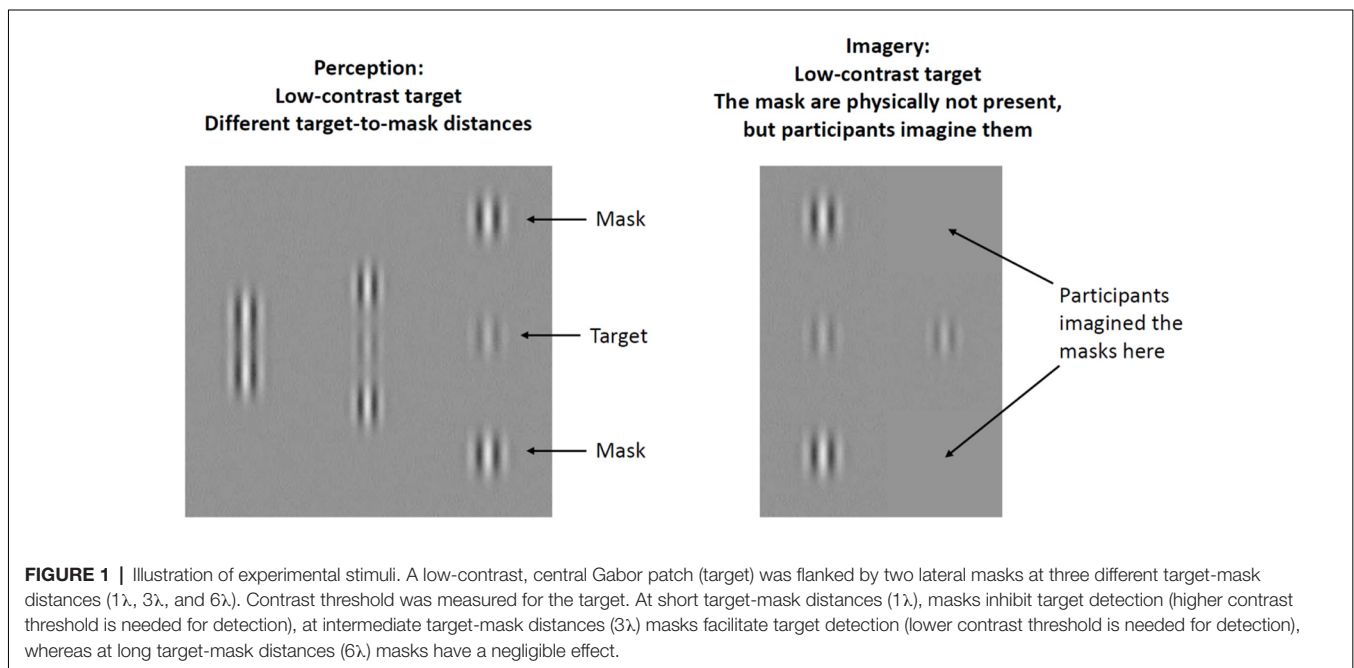 Perception:
Low-contrast target
Different target-to-mask distances
Imagery:
Low-contrast target
The mask are physically not present,
but participants imagine them
Mask
Target
Mask
Participants
imagined the
masks here
FIGURE 1 | Illustration of experimental stimuli. A low-contrast, central Gabor patch (target) was flanked by two lateral masks at three different target-mask
distances (1λ, 3λ, and 6λ). Contrast threshold was measured for the target. At short target-mask distances (1λ), masks inhibit target detection (higher contrast
threshold is needed for detection), at intermediate target-mask distances (3λ) masks facilitate target detection (lower contrast threshold is needed for detection),
whereas at long target-mask distances (6λ) masks have a negligible effect.